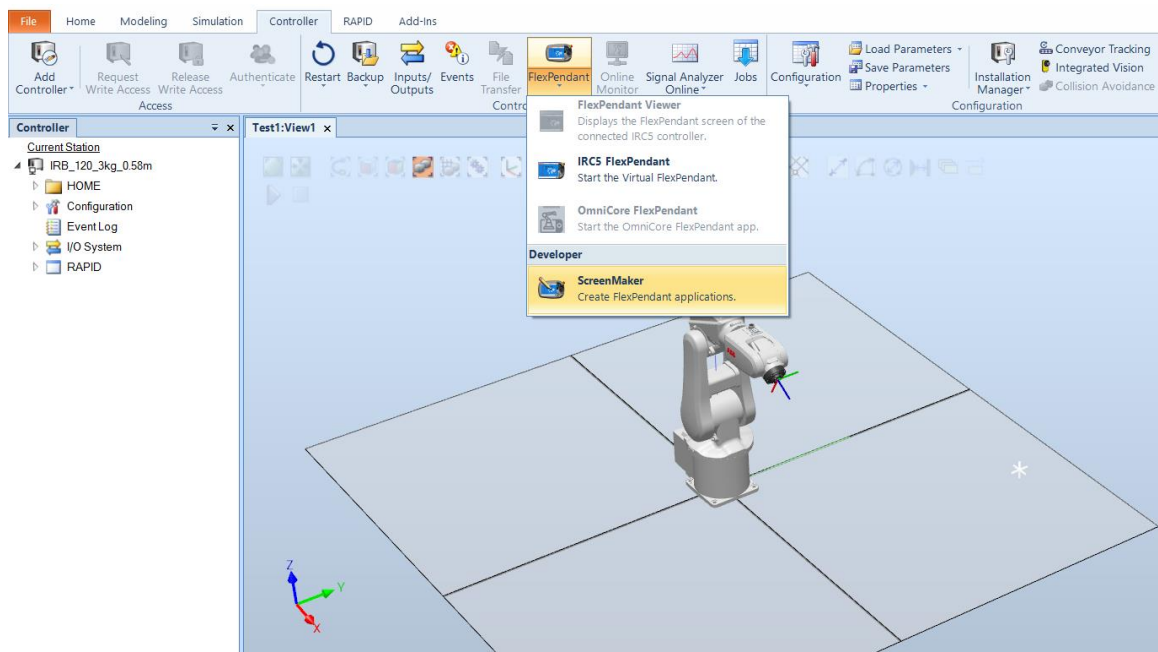 File Home Modeling Simulation Controller RAPID Add-Ins
Add Controller
Request Write Access
Release Write Access
Authenticate
Access
Restart
Backup
Inputs/ Outputs
Events
File Transfer
FlexPendant
Online Monitor
Signal Analyzer Online
Jobs
Contro
Configuration
Load Parameters
Save Parameters
Properties
Installation Manager
Conveyor Tracking
Integrated Vision
Collision Avoidance
Configuration
Controller
Current Station
IRB_120_3kg_0.58m
HOME
Configuration
Event Log
I/O System
RAPID
Test1:View1
FlexPendant Viewer
Displays the FlexPendant screen of the
connected IRC5 controller.
IRC5 FlexPendant
Start the Virtual FlexPendant.
OmniCore FlexPendant
Start the OmniCore FlexPendant app.
Developer
ScreenMaker
Create FlexPendant applications.
ABB
Z
Y
X